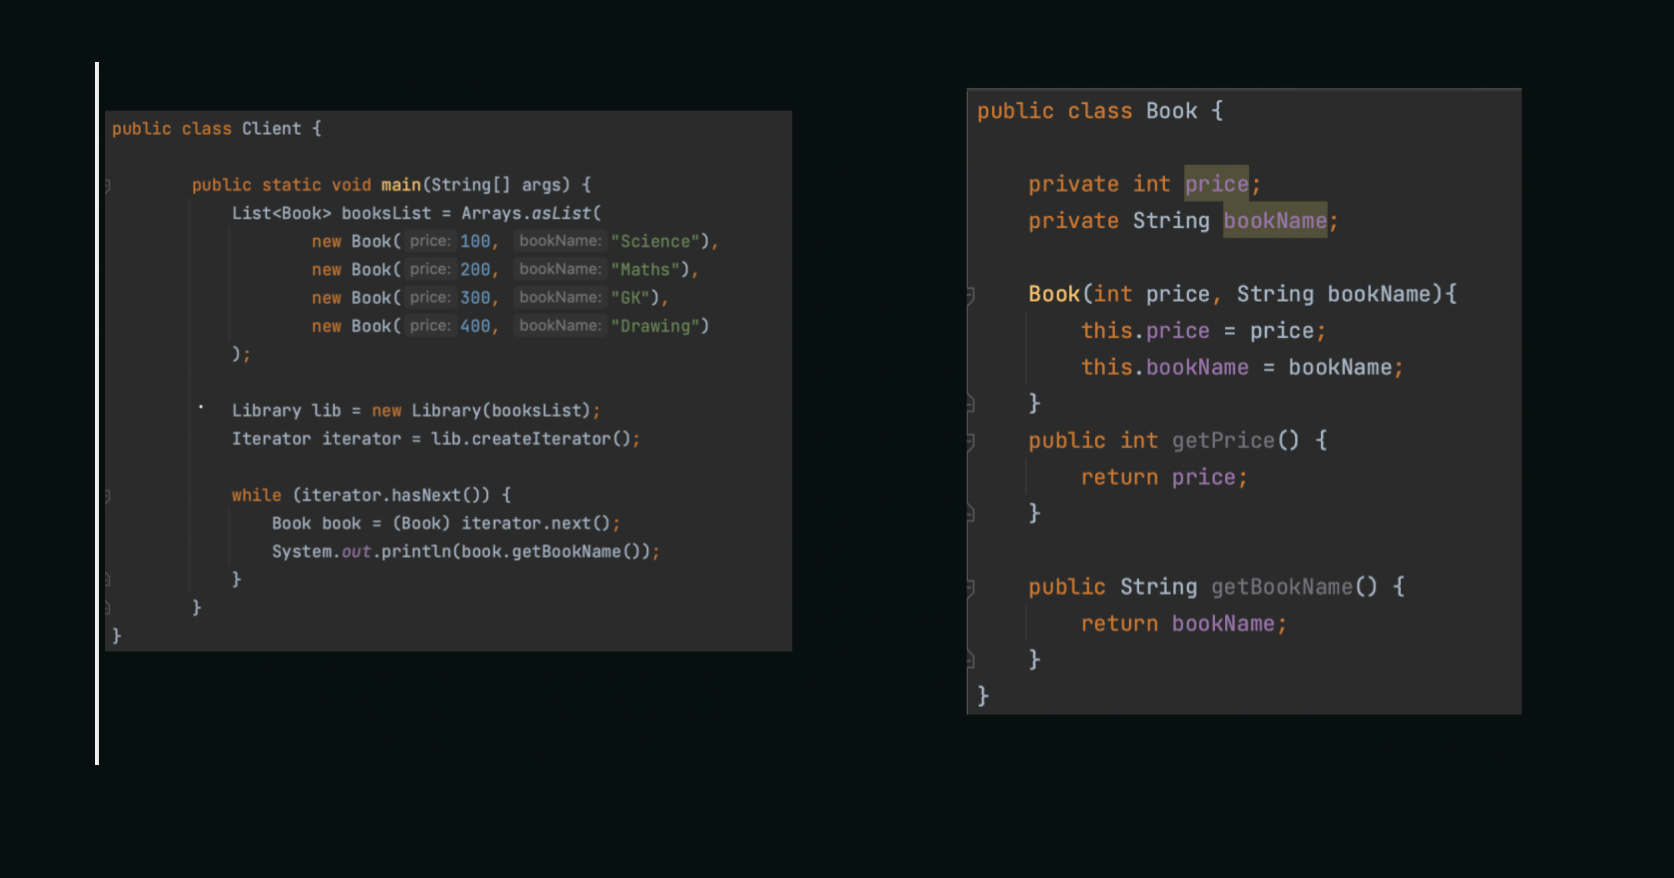 public class Client {
public static void main(String[] args) {
List<Book> booksList = Arrays.asList(
new Book( price: 100, bookName: "Science"),
new Book( price: 200, bookName: "Maths"),
new Book( price: 300, bookName: "GK"),
new Book( price: 400, bookName: "Drawing")
);
Library lib = new Library(booksList);
Iterator iterator = lib.createIterator();
while (iterator.hasNext()) {
Book book = (Book) iterator.next();
System.out.println(book.getBookName());
}
}
}
public class Book {
private int price;
private String bookName;
Book(int price, String bookName){
this.price = price;
this.bookName = bookName;
}
public int getPrice() {
return price;
}
public String getBookName() {
return bookName;
}
}